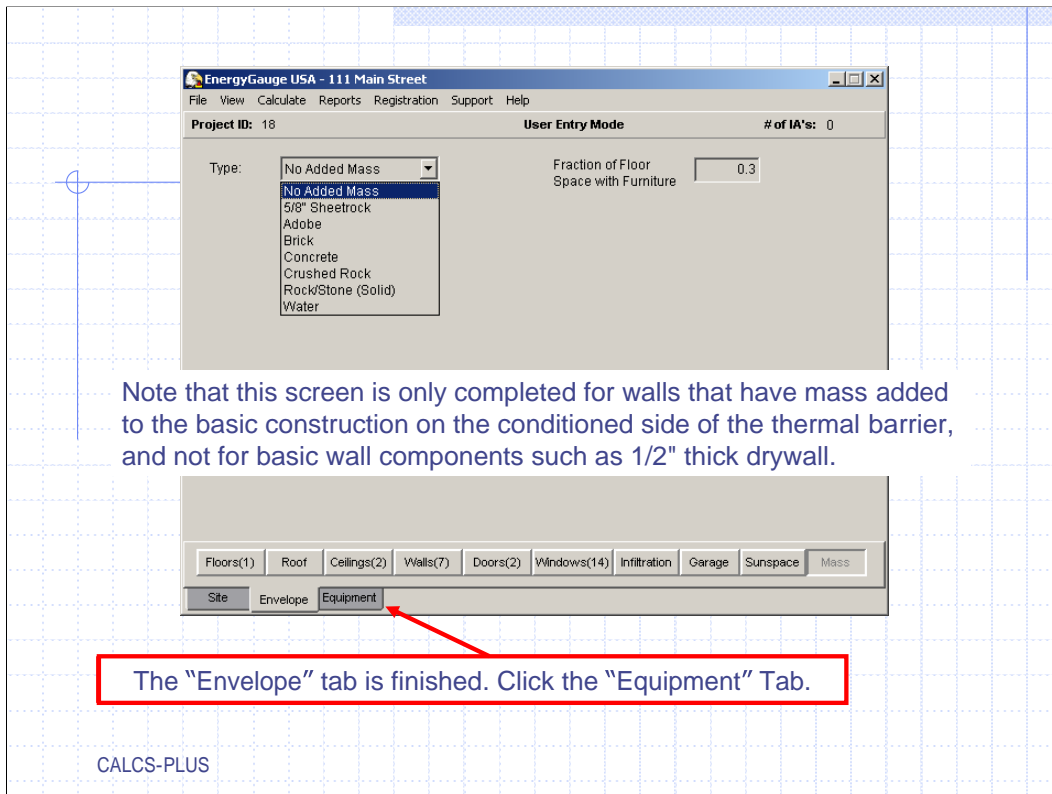 EnergyGauge USA - 111 Main Street
File View Calculate Reports Registration Support Help
Project ID: 18 User Entry Mode # of IA's: 0
Type: No Added Mass
Fraction of Floor
Space with Furniture 0.3
No Added Mass
5/8" Sheetrock
Adobe
Brick
Concrete
Crushed Rock
Rock/Stone (Solid)
Water
Note that this screen is only completed for walls that have mass added
to the basic construction on the conditioned side of the thermal barrier,
and not for basic wall components such as 1/2" thick drywall.
Floors(1) Roof Ceilings(2) Walls(7) Doors(2) Windows(14) Infiltration Garage Sunspace Mass
Site Envelope Equipment
The “Envelope” tab is finished. Click the “Equipment” Tab.
CALCS-PLUS